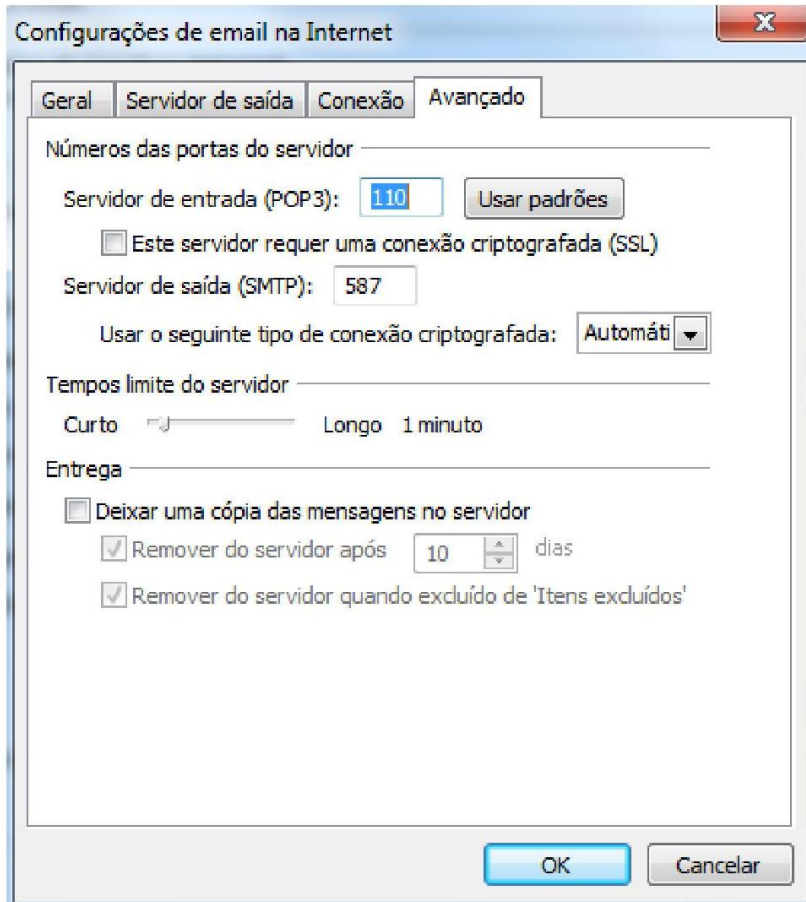 Configurações de email na Internet
Geral Servidor de saída Conexão Avançado
Números das portas do servidor
Servidor de entrada (POP3): 110 Usar padrões
Este servidor requer uma conexão criptografada (SSL)
Servidor de saída (SMTP): 587
Usar o seguinte tipo de conexão criptografada: Automáti
Tempos limite do servidor
Curto Longo 1 minuto
Entrega
Deixar uma cópia das mensagens no servidor
Remover do servidor após 10 dias
Remover do servidor quando excluído de 'Itens excluídos'
OK Cancelar